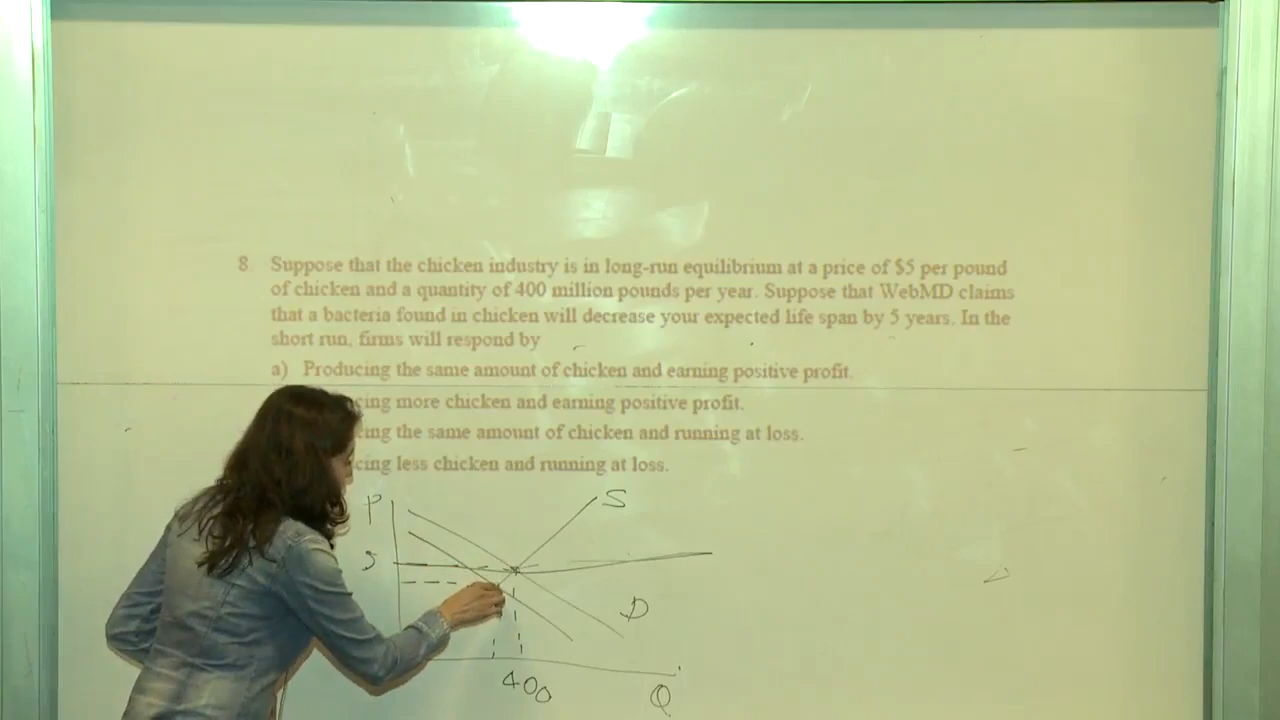 8. Suppose that the chicken industry is in long-run equilibrium at a price of $5 per pound
of chicken and a quantity of 400 million pounds per year. Suppose that WebMD claims
that a bacteria found in chicken will decrease your expected life span by 5 years. In the
short run, firms will respond by
a) Producing the same amount of chicken and earning positive profit.
cing more chicken and earning positive profit.
cing the same amount of chicken and running at loss.
cing less chicken and running at loss.
P
S
5
D
400
Q